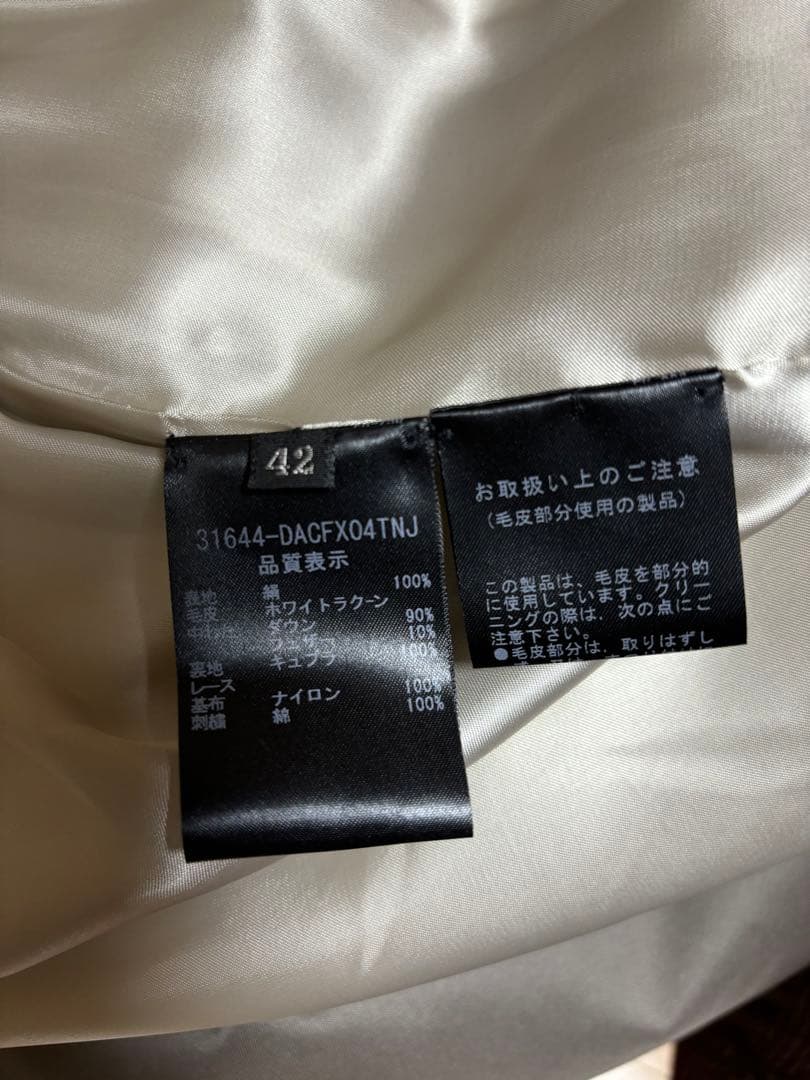 42
31644-DACFX04TNJ
品質表示
表地 絹 100%
毛皮 ホワイトラクーン
ダウン 90%
フェザー 10%
裏地 キュプラ 100%
レース
基布 ナイロン 100%
刺繍 綿 100%
お取扱い上のご注意
(毛皮部分使用の製品)
この製品は、毛皮を部分的
に使用しています。クリー
ニングの際は、次の点にご
注意下さい。
●毛皮部分は、取りはずし